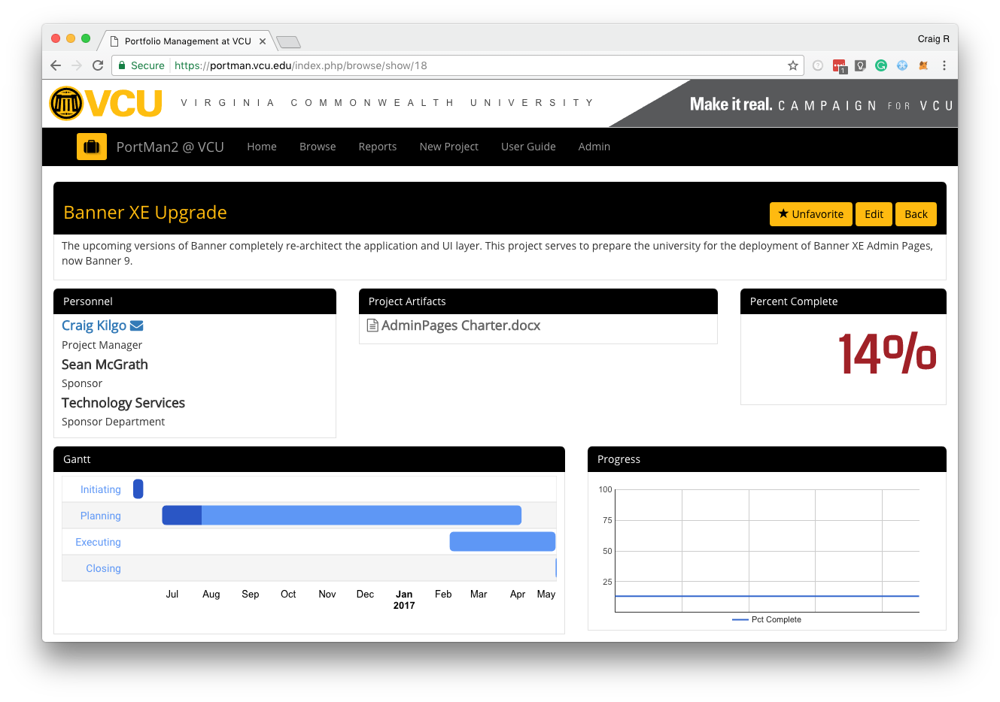 Portfolio Management at VCU
Craig R
Secure
https://portman.vcu.edu/index.php/browse/show/18
1
VCU VIRGINIA COMMONWEALTH UNIVERSITY
Make it real. CAMPAIGN FOR VCU
PortMan2 @ VCU Home Browse Reports New Project User Guide Admin
Banner XE Upgrade
Unfavorite Edit Back
The upcoming versions of Banner completely re-architect the application and UI layer. This project serves to prepare the university for the deployment of Banner XE Admin Pages,
now Banner 9.
Personnel
Craig Kilgo
Project Manager
Sean McGrath
Sponsor
Technology Services
Sponsor Department
Project Artifacts
AdminPages Charter.docx
Percent Complete
14%
Gantt
Initiating
Planning
Executing
Closing
Jul Aug Sep Oct Nov Dec Jan Feb Mar Apr May
2017
Progress
100
75
50
25
Pct Complete